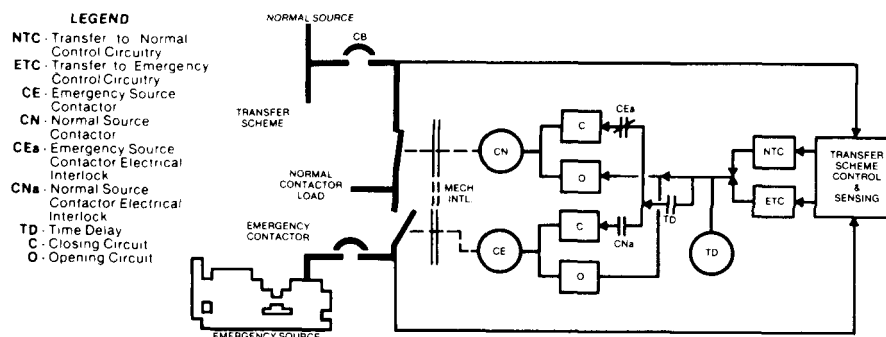 LEGEND
NTC - Transfer to Normal
Control Circuitry
ETC - Transfer to Emergency
Control Circuitry
CE - Emergency Source
Contactor
CN - Normal Source
Contactor
CEa - Emergency Source
Contactor Electrical
Interlock
CNa - Normal Source
Contactor Electrical
Interlock
TD - Time Delay
C - Closing Circuit
O - Opening Circuit
NORMAL SOURCE
CB
TRANSFER
SCHEME
NORMAL
CONTACTOR
LOAD
MECH
INTL.
EMERGENCY
CONTACTOR
EMERGENCY SOURCE
CN
C
CEa
O
C
CNa
TD
CE
O
TD
NTC
ETC
TRANSFER
SCHEME
CONTROL
&
SENSING